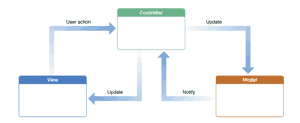 Controller
User action
Update
View
Model
Update
Notify